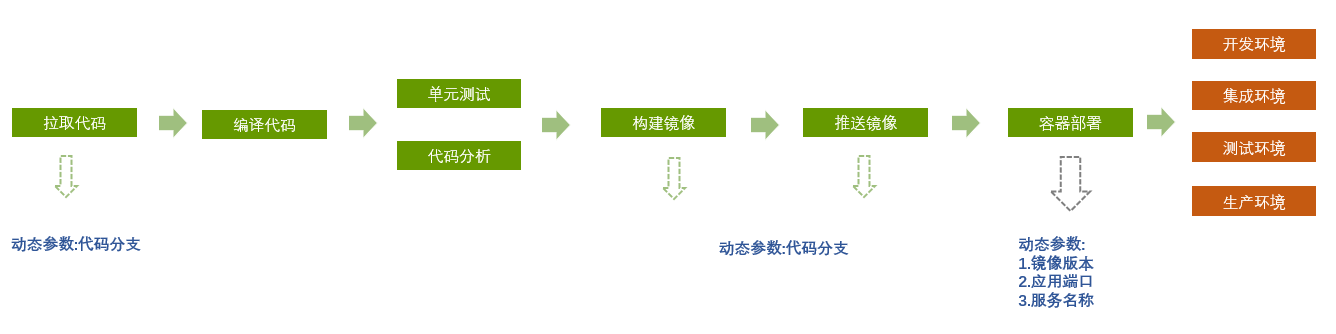 拉取代码
编译代码
单元测试
代码分析
构建镜像
推送镜像
容器部署
开发环境
集成环境
测试环境
生产环境
动态参数:代码分支
动态参数:代码分支
动态参数:
1.镜像版本
2.应用端口
3.服务名称